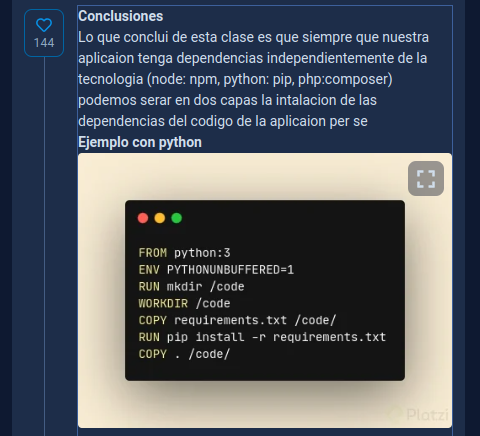 Conclusiones
144
Lo que conclui de esta clase es que siempre que nuestra
aplicaion tenga dependencias independientemente de la
tecnologia (node: npm, python: pip, php:composer)
podemos serar en dos capas la intalacion de las
dependencias del codigo de la aplicaion per se
Ejemplo con python
FROM python:3
ENV PYTHONUNBUFFERED=1
RUN mkdir /code
WORKDIR /code
COPY requirements.txt /code/
RUN pip install -r requirements.txt
COPY . /code/
Platzi